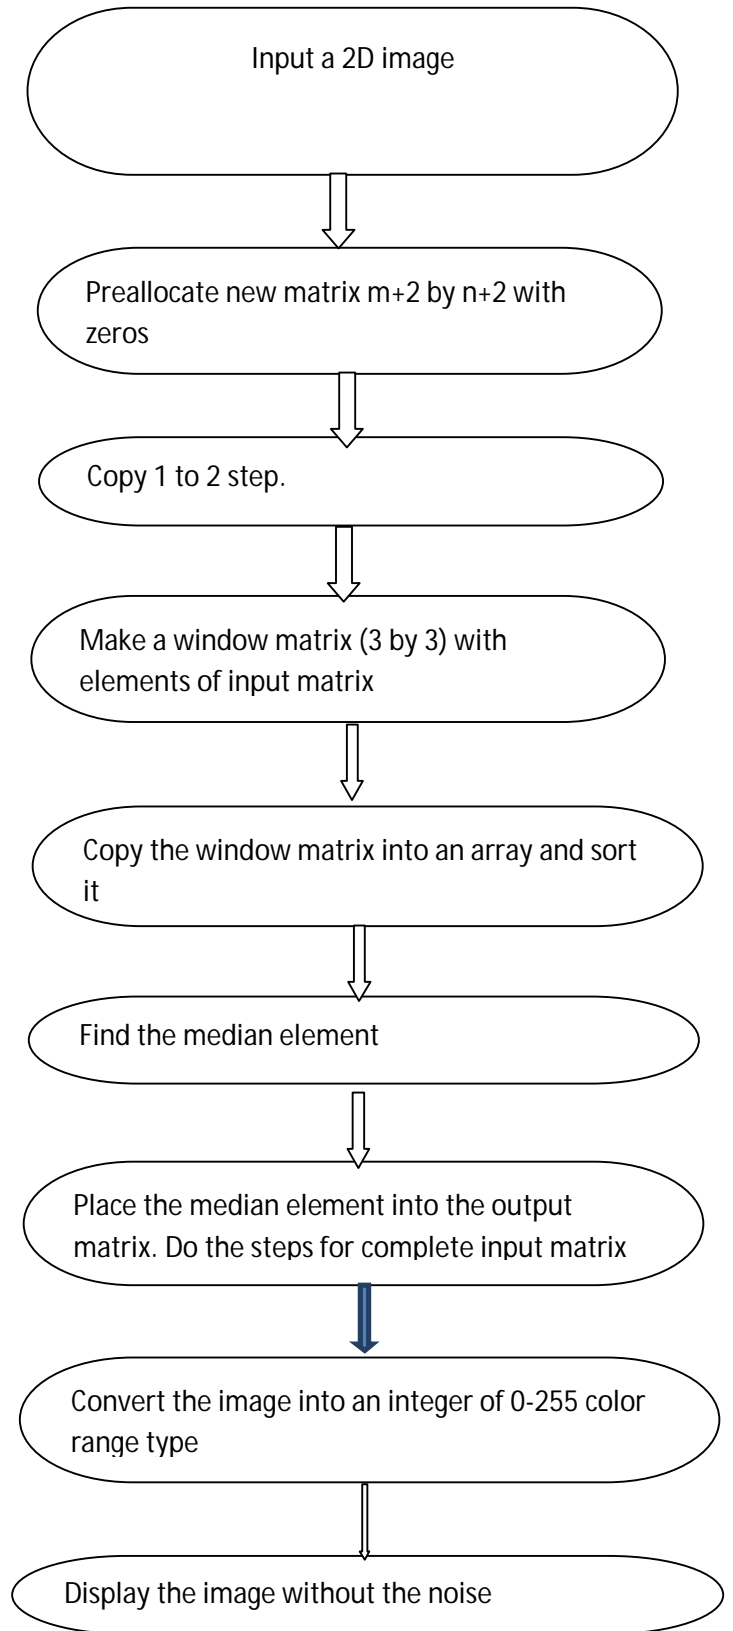 Input a 2D image
Preallocate new matrix m+2 by n+2 with
zeros
Copy 1 to 2 step.
Make a window matrix (3 by 3) with
elements of input matrix
Copy the window matrix into an array and sort
it
Find the median element
Place the median element into the output
matrix. Do the steps for complete input matrix
Convert the image into an integer of 0-255 color
range type
Display the image without the noise